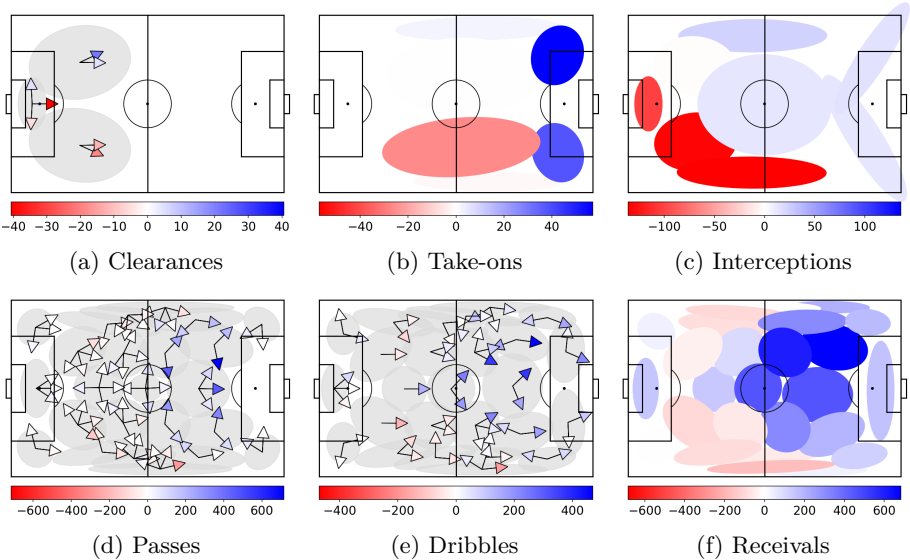 −40 −30 −20 −10 0 10 20 30 40
−40 −20 0 20 40
−100 −50 0 50 100
(a) Clearances
(b) Take-ons
(c) Interceptions
−600 −400 −200 0 200 400 600
−400 −200 0 200 400
−600 −400 −200 0 200 400 600
(d) Passes
(e) Dribbles
(f) Receivals